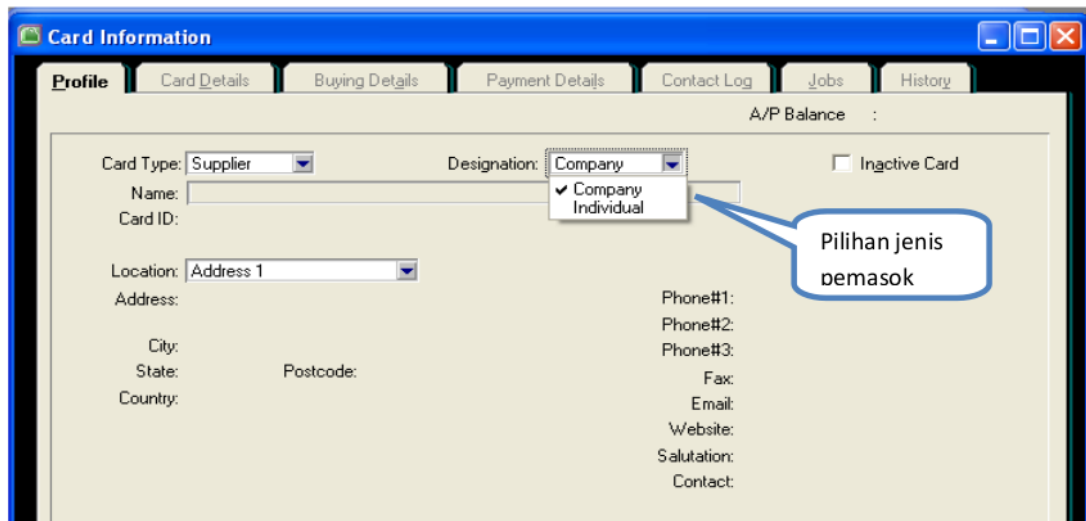 Card Information
Profile Card Details Buying Details Payment Details Contact Log Jobs History
A/P Balance :
Card Type: Supplier Designation: Company Inactive Card
Name: Company
Individual
Card ID:
Pilihan jenis
pemasok
Location: Address 1
Address: Phone#1:
Phone#2:
City: Phone#3:
State: Postcode: Fax:
Country: Email:
Website:
Salutation:
Contact: